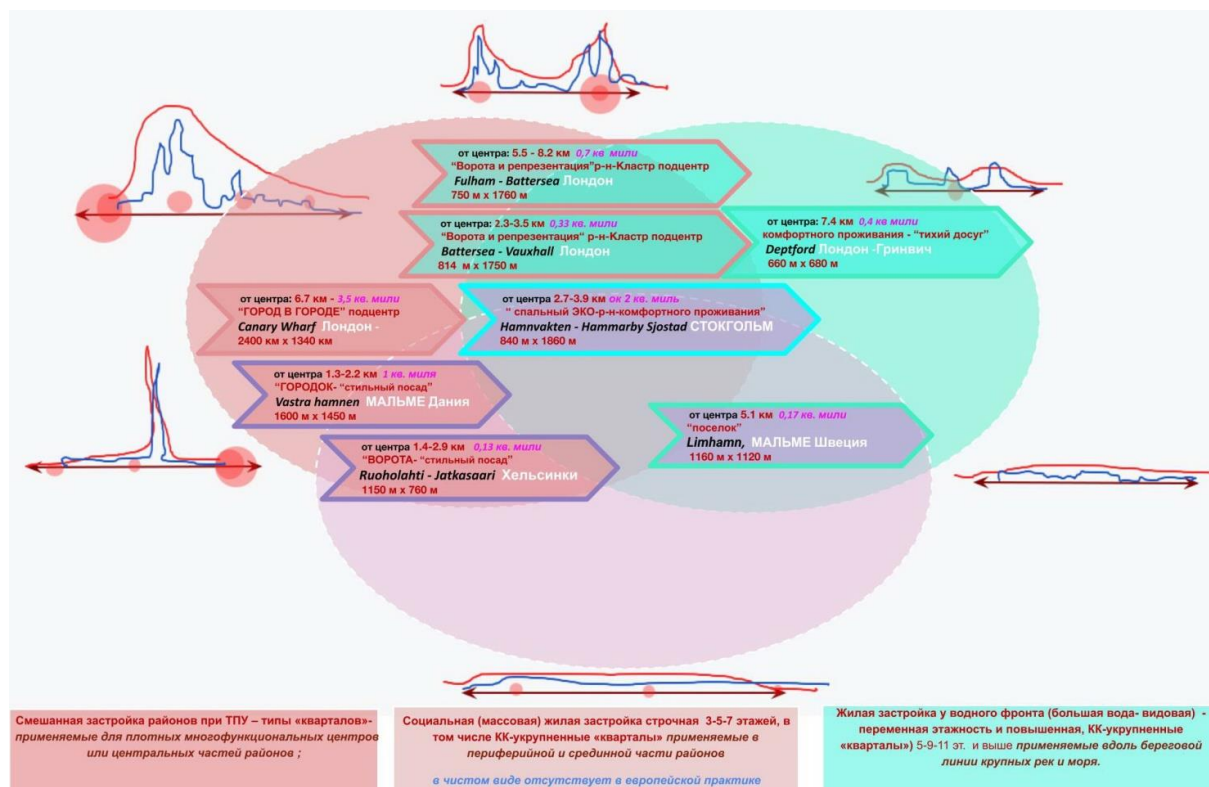 от центра: 5.5 - 8.2 км 0,7 кв мили
“Ворота и репрезентация”р-н-Кластр подцентр
Fulham - Battersea Лондон
750 м х 1760 м
от центра: 2.3-3.5 км 0,33 кв. мили
“Ворота и репрезентация“ р-н-Кластр подцентр
Battersea - Vauxhall Лондон
814 м х 1750 м
от центра: 7.4 км 0,4 кв мили
комфортного проживания - “тихий досуг”
Deptford Лондон -Гринвич
660 м х 680 м
от центра: 6.7 км - 3,5 кв. мили
“ГОРОД В ГОРОДЕ” подцентр
Canary Wharf Лондон -
2400 км х 1340 км
от центра 2.7-3.9 км ок 2 кв. миль
“ спальный ЭКО-р-н-комфортного проживания”
Hamnvakten - Hammarby Sjostad СТОКГОЛЬМ
840 м х 1860 м
от центра 1.3-2.2 км 1 кв. миля
“ГОРОДОК- “стильный посад”
Vastra hamnen МАЛЬМЕ Дания
1600 м х 1450 м
от центра 5.1 км 0,17 кв. мили
“поселок”
Limhamn, МАЛЬМЕ Швеция
1160 м х 1120 м
от центра 1.4-2.9 км 0,13 кв. мили
“ВОРОТА- “стильный посад”
Ruoholahti - Jatkasaari Хельсинки
1150 м х 760 м
Смешанная застройка районов при ТПУ – типы «кварталов»-
применяемые для плотных многофункциональных центров
или центральных частей районов ;
Социальная (массовая) жилая застройка строчная 3-5-7 этажей, в
том числе КК-укрупненные «кварталы» применяемые в
периферийной и срединной части районов
в чистом виде отсутствует в европейской практике
Жилая застройка у водного фронта (большая вода- видовая) -
переменная этажность и повышенная, КК-укрупненные
«кварталы») 5-9-11 эт. и выше применяемые вдоль береговой
линии крупных рек и моря.